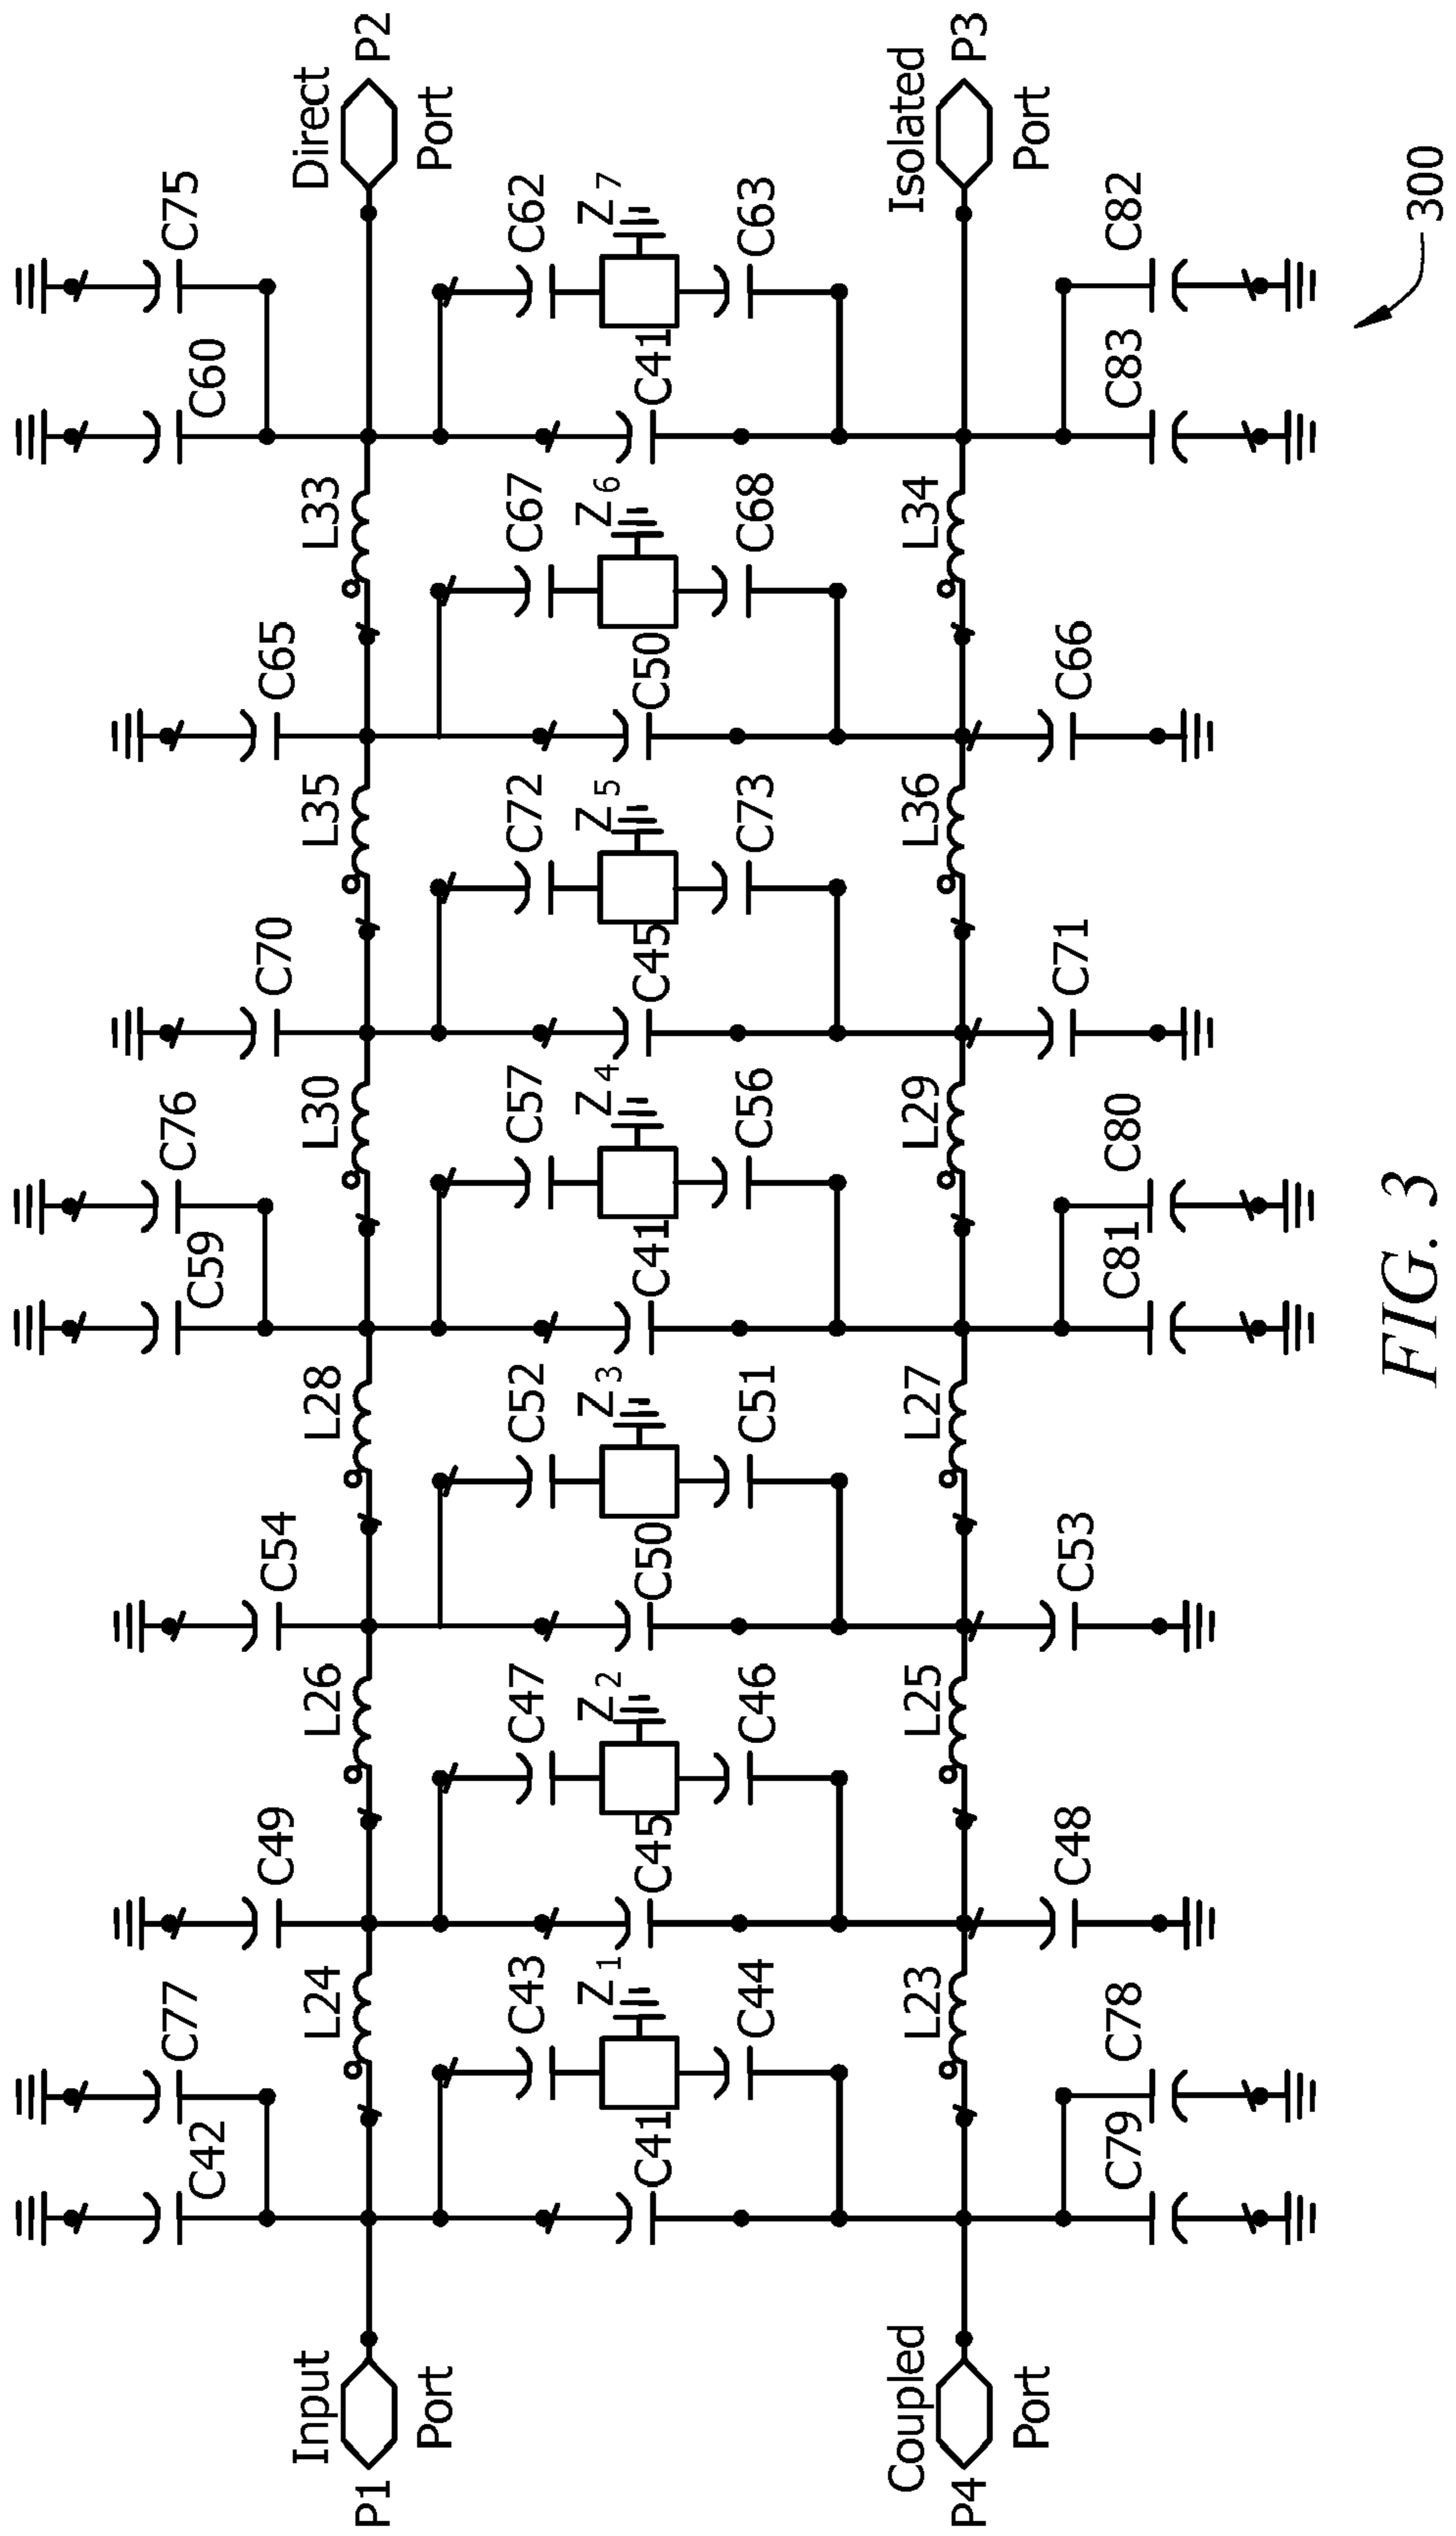 C42 C77 C49 C54 C59 C76 C70 C65 C60 C75
Input
P1
Port
L24 L26 L28 L30 L35 L33
Direct
P2
Port
C43 C47 C52 C57 C72 C67 C62
Z1 Z2 Z3 Z4 Z5 Z6 Z7
C41 C45 C50 C41 C45 C50 C41
C44 C46 C51 C56 C73 C68 C63
Coupled
P4
Port
L23 L25 L27 L29 L36 L34
Isolated
P3
Port
C79 C78 C48 C53 C81 C80 C71 C66 C83 C82
300
FIG. 3